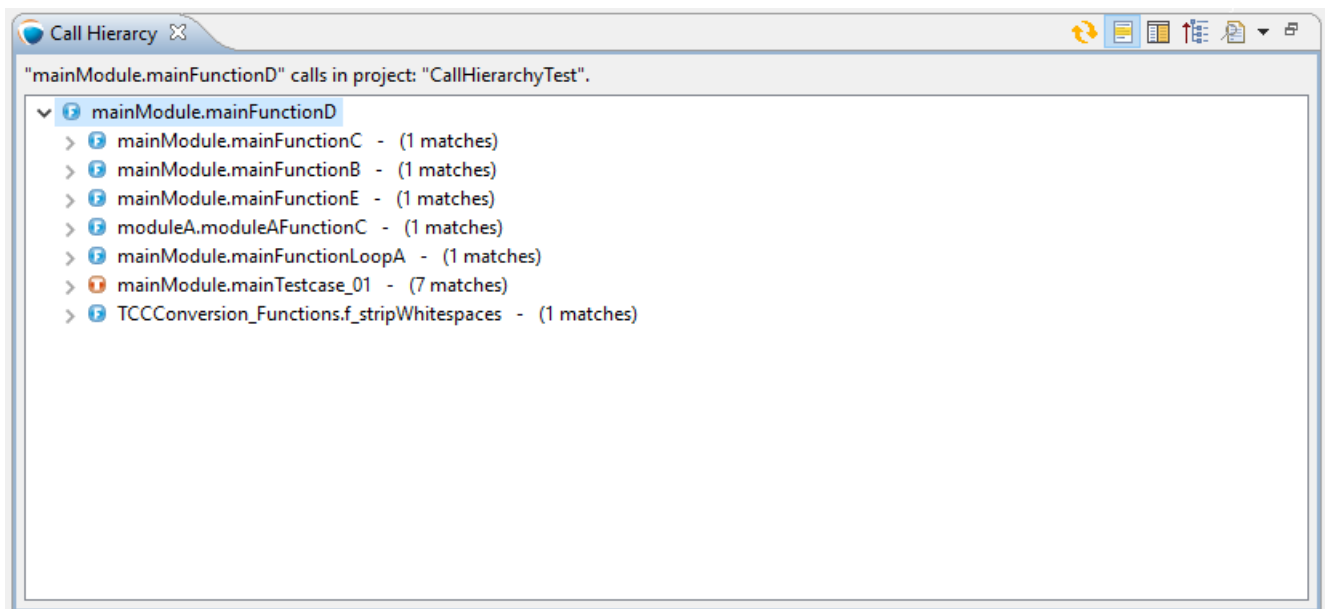 Call Hierarcy
"mainModule.mainFunctionD" calls in project: "CallHierarchyTest".
mainModule.mainFunctionD
mainModule.mainFunctionC - (1 matches)
mainModule.mainFunctionB - (1 matches)
mainModule.mainFunctionE - (1 matches)
moduleA.moduleAFunctionC - (1 matches)
mainModule.mainFunctionLoopA - (1 matches)
mainModule.mainTestcase_01 - (7 matches)
TCCConversion_Functions.f_stripWhitespaces - (1 matches)